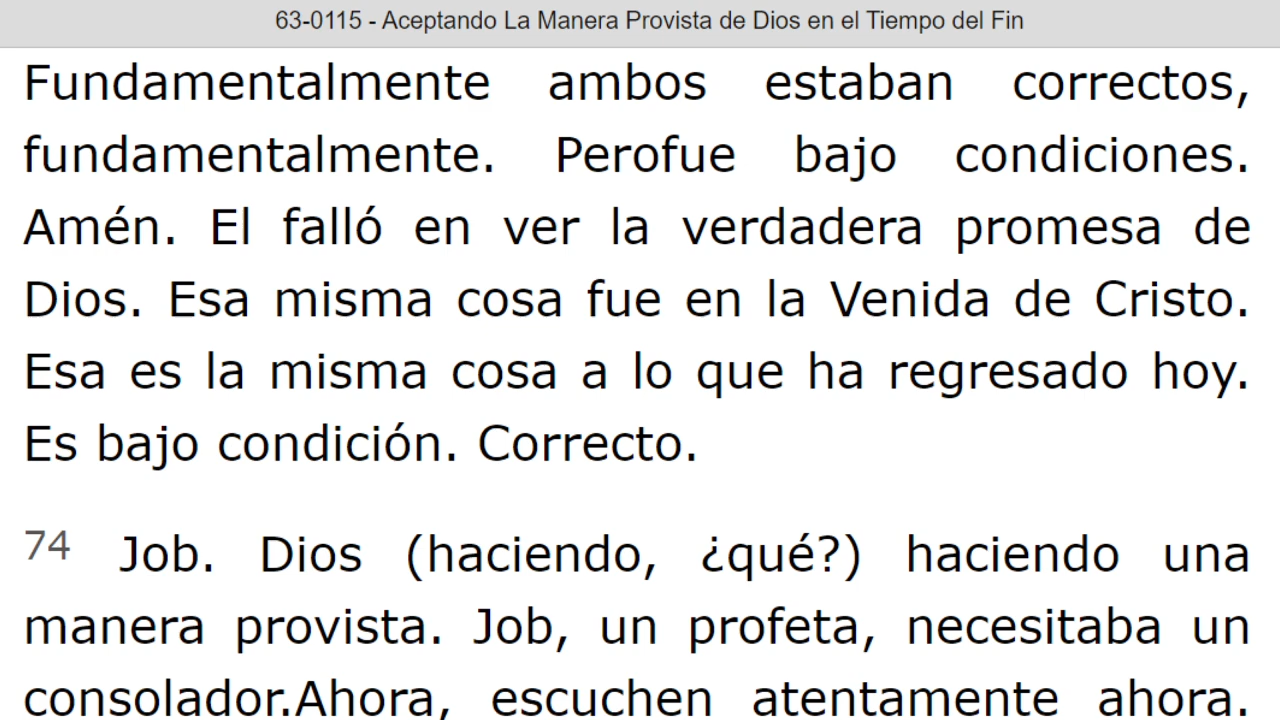 63-0115 - Aceptando La Manera Provista de Dios en el Tiempo del Fin
Fundamentalmente ambos estaban correctos,
fundamentalmente. Perofue bajo condiciones.
Amén. El falló en ver la verdadera promesa de
Dios. Esa misma cosa fue en la Venida de Cristo.
Esa es la misma cosa a lo que ha regresado hoy.
Es bajo condición. Correcto.
74 Job. Dios (haciendo, ¿qué?) haciendo una
manera provista. Job, un profeta, necesitaba un
consolador.Ahora, escuchen atentamente ahora.